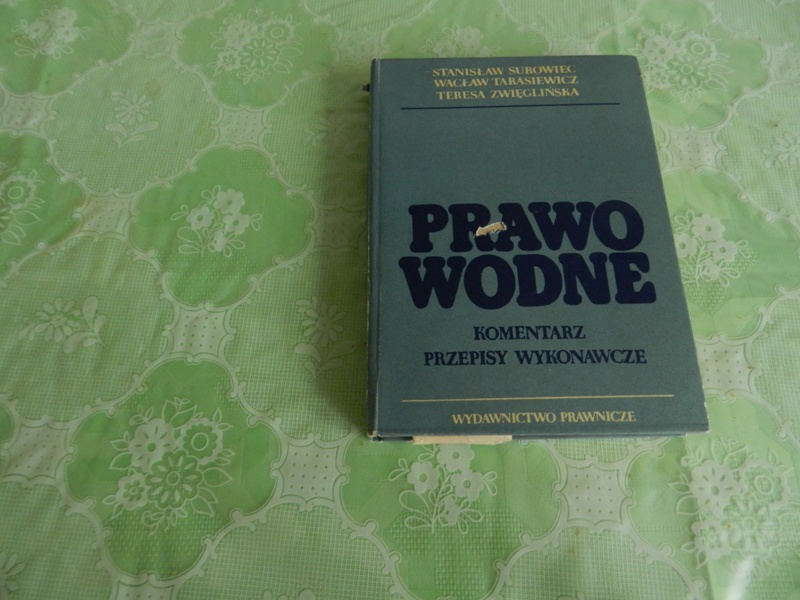 STANISŁAW SUROWIEC
WACŁAW TARASIEWICZ
TERESA ZWIĘGLIŃSKA
PRAWO
WODNE
KOMENTARZ
PRZEPISY WYKONAWCZE
WYDAWNICTWO PRAWNICZE